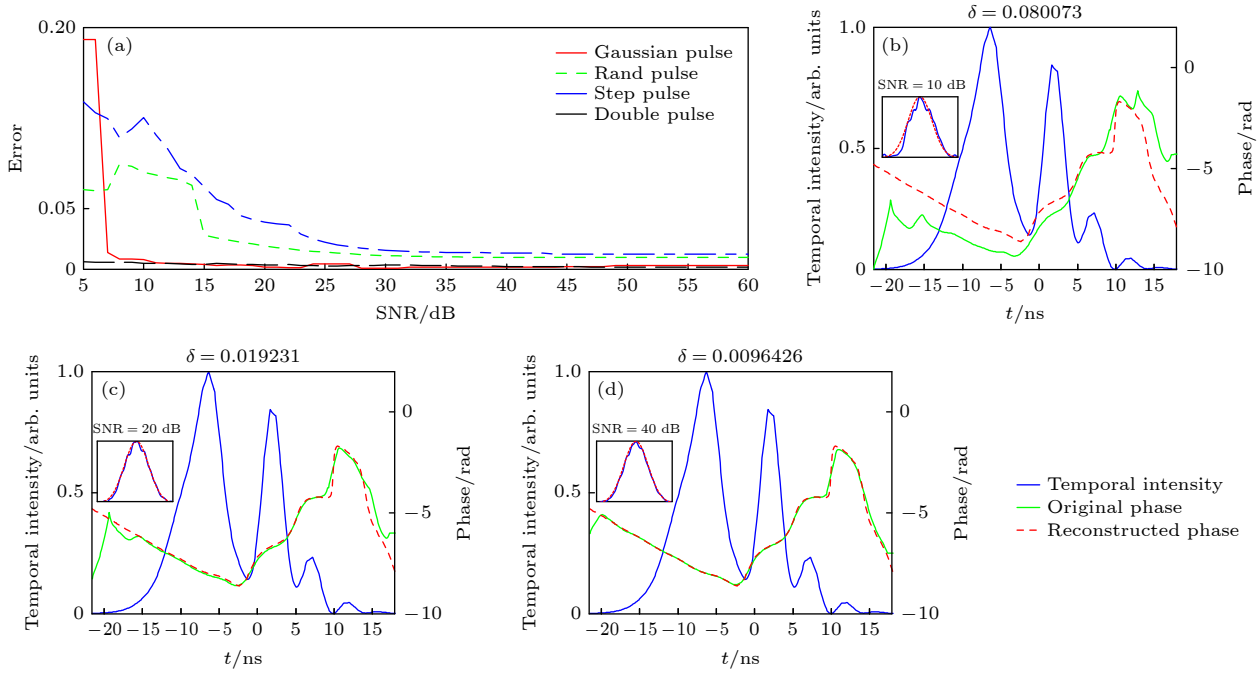 δ = 0.080073
0.20
(a)
Gaussian pulse
Rand pulse
Step pulse
Double pulse
Error
0.05
0
5 10 15 20 25 30 35 40 45 50 55 60
SNR/dB
1.0
(b)
SNR = 10 dB
Temporal intensity/arb. units
0.5
0
0
−5
−10
Phase/rad
−20 −15 −10 −5 0 5 10 15
t/ns
δ = 0.019231
1.0
(c)
SNR = 20 dB
Temporal intensity/arb. units
0.5
0
0
−5
−10
Phase/rad
−20 −15 −10 −5 0 5 10 15
t/ns
δ = 0.0096426
1.0
(d)
SNR = 40 dB
Temporal intensity/arb. units
0.5
0
0
−5
−10
Phase/rad
−20 −15 −10 −5 0 5 10 15
t/ns
Temporal intensity
Original phase
Reconstructed phase